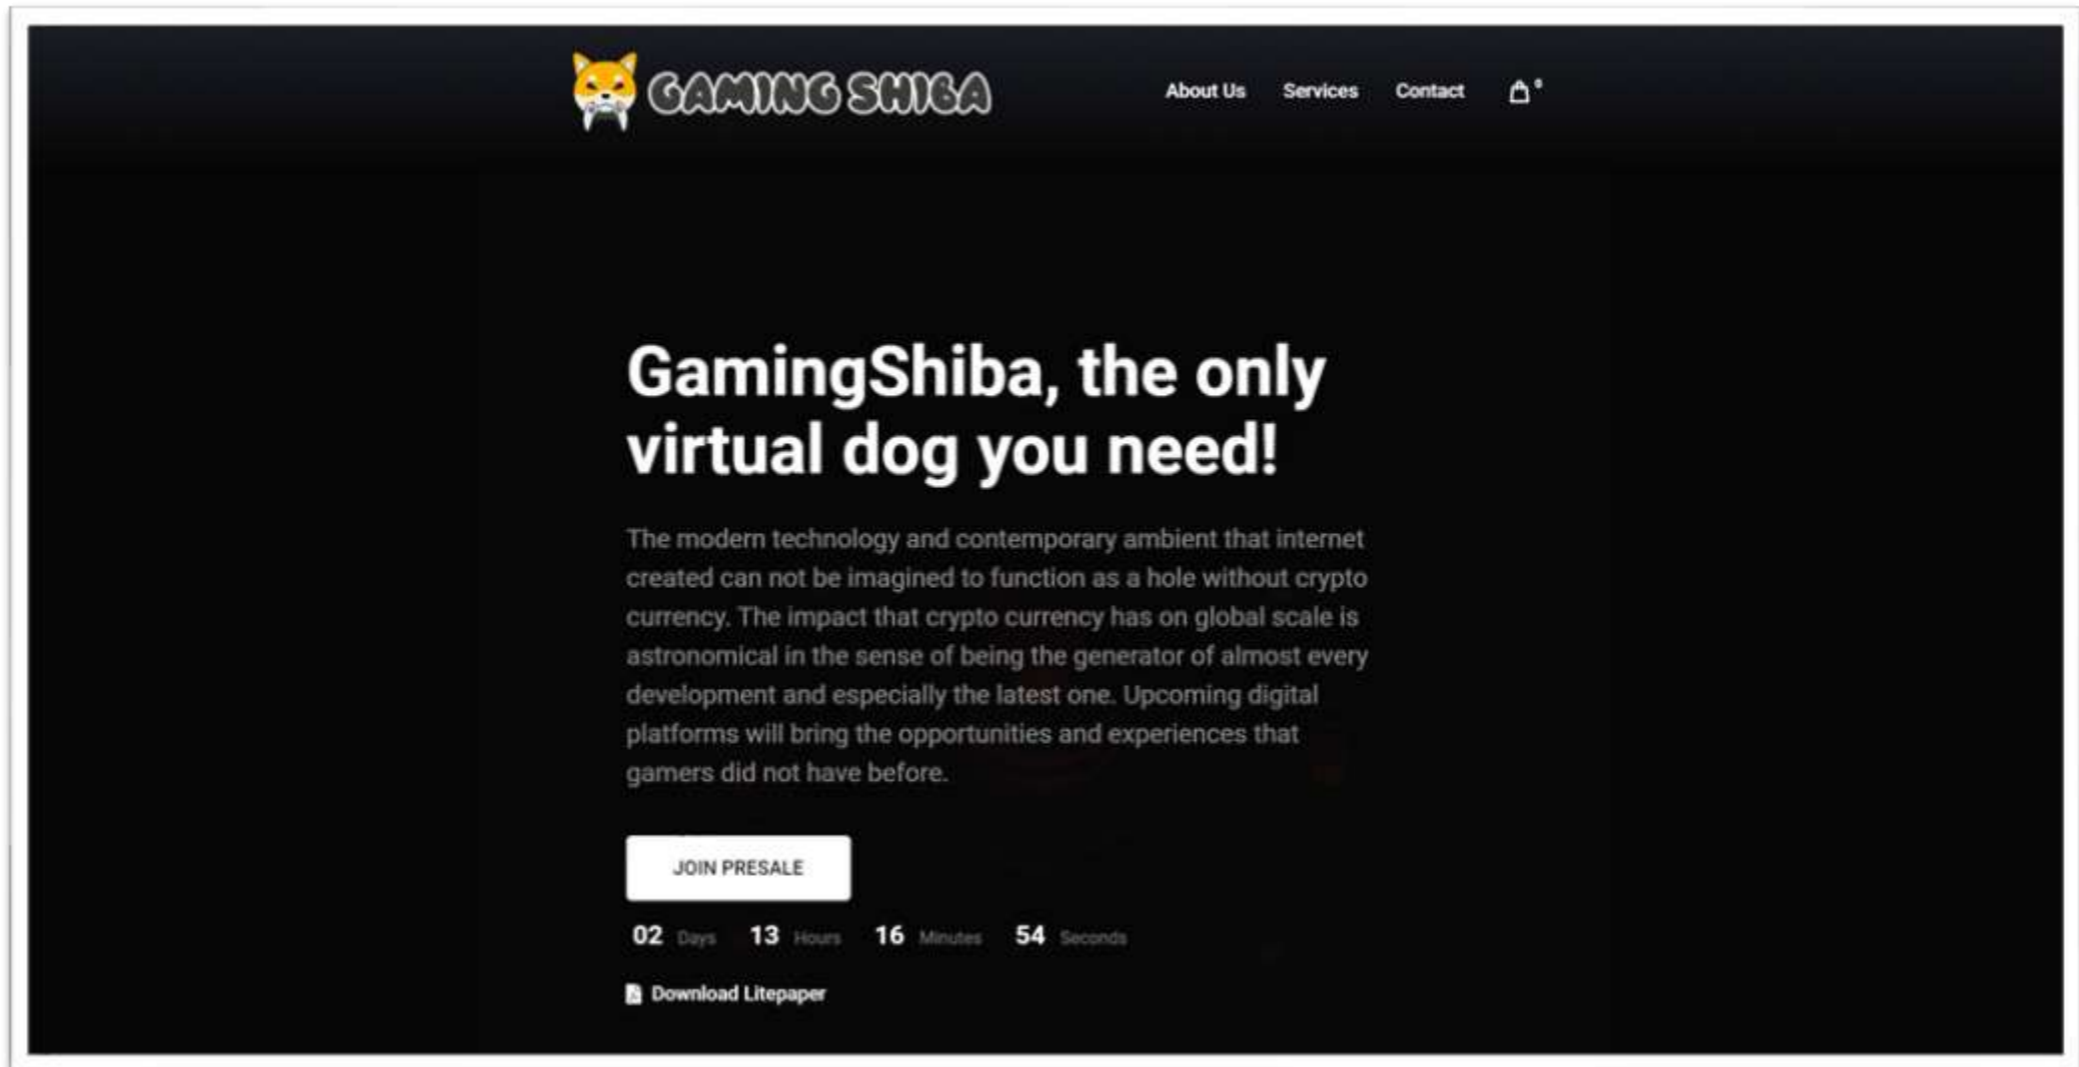 GAMING SHIBA
About Us Services Contact 0
GamingShiba, the only
virtual dog you need!
The modern technology and contemporary ambient that internet
created can not be imagined to function as a hole without crypto
currency. The impact that crypto currency has on global scale is
astronomical in the sense of being the generator of almost every
development and especially the latest one. Upcoming digital
platforms will bring the opportunities and experiences that
gamers did not have before.
JOIN PRESALE
02 Days 13 Hours 16 Minutes 54 Seconds
Download Litepaper